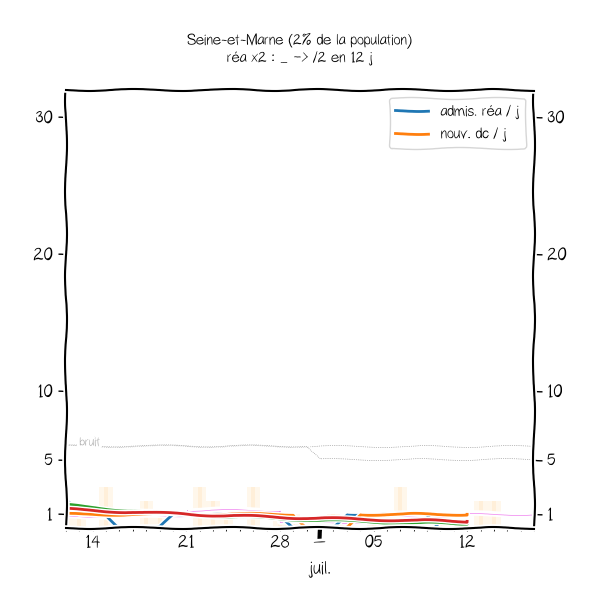 Seine-et-Marne (2% de la population)
réa x2 : _ -> /2 en 12 j
admis. réa / j
nouv. dc / j
30
30
20
20
10
10
bruit
5
5
1
1
14
21
28
_
05
12
juil.